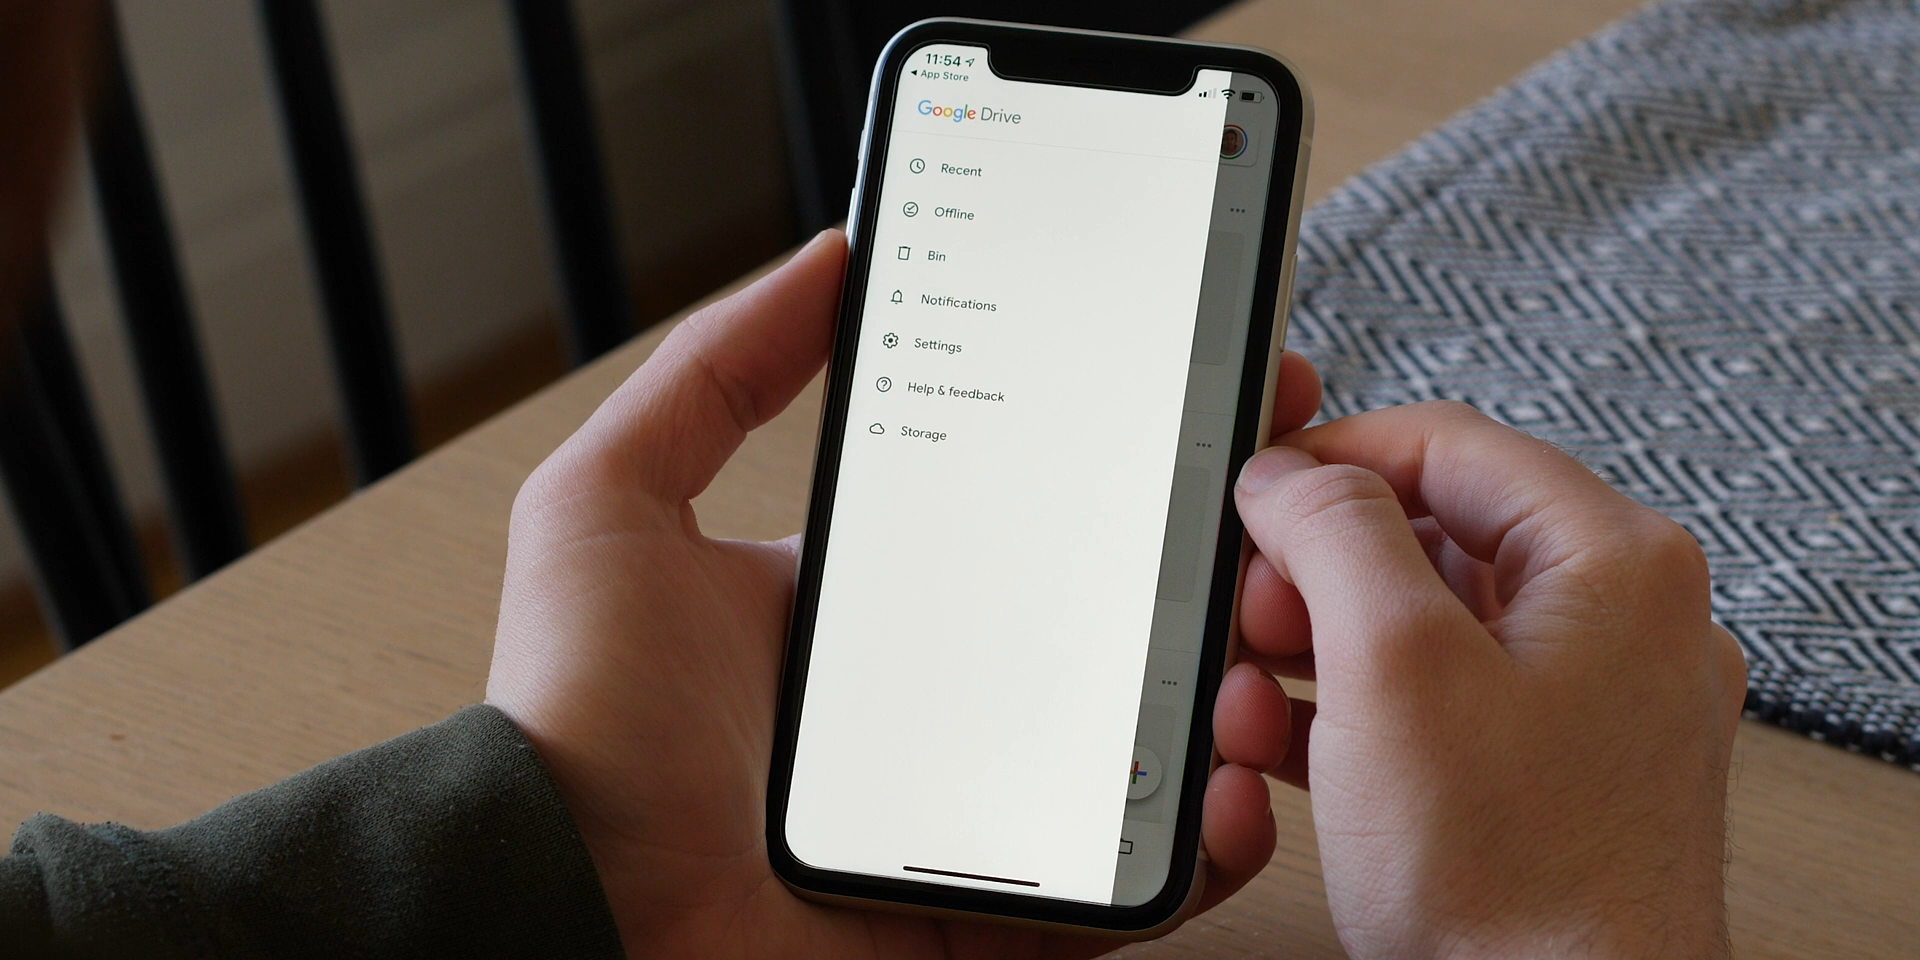 11:54
App Store
Google Drive
Recent
Offline
Bin
Notifications
Settings
Help & feedback
Storage